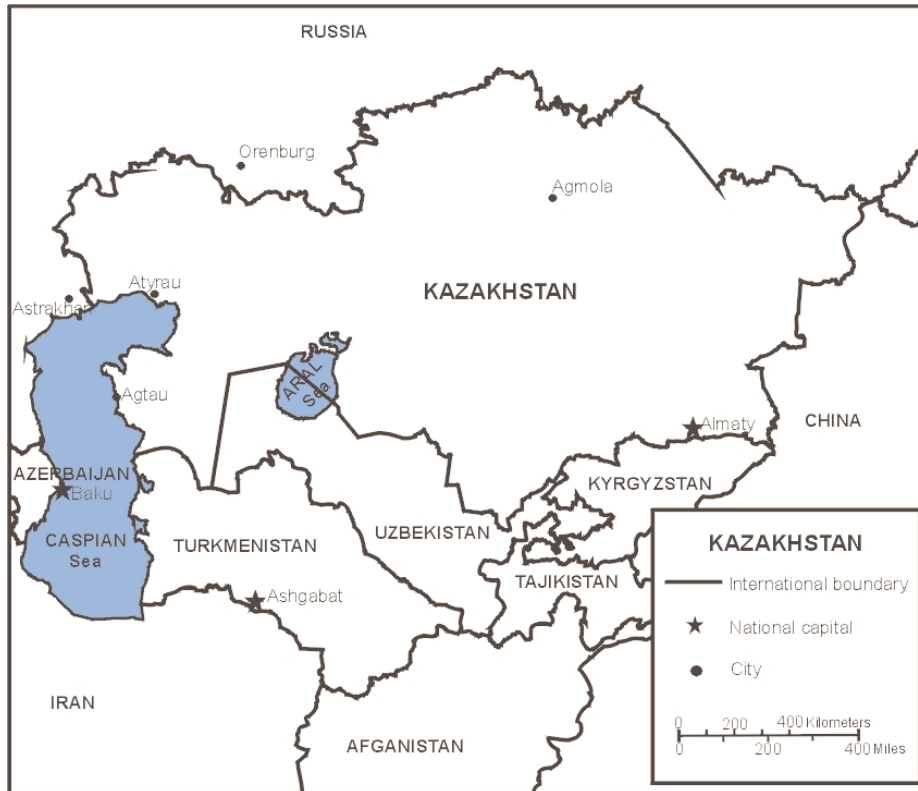 RUSSIA
Orenburg
Agmola
Atyrau
KAZAKHSTAN
Astrakhan
ARAL
Sea
Agtau
Almaty
CHINA
AZERBAIJAN
Baku
KYRGYZSTAN
UZBEKISTAN
CASPIAN
Sea
TURKMENISTAN
TAJIKISTAN
Ashgabat
IRAN
AFGANISTAN
KAZAKHSTAN
International boundary
National capital
City
0 200 400 Kilometers
0 200 400 Miles